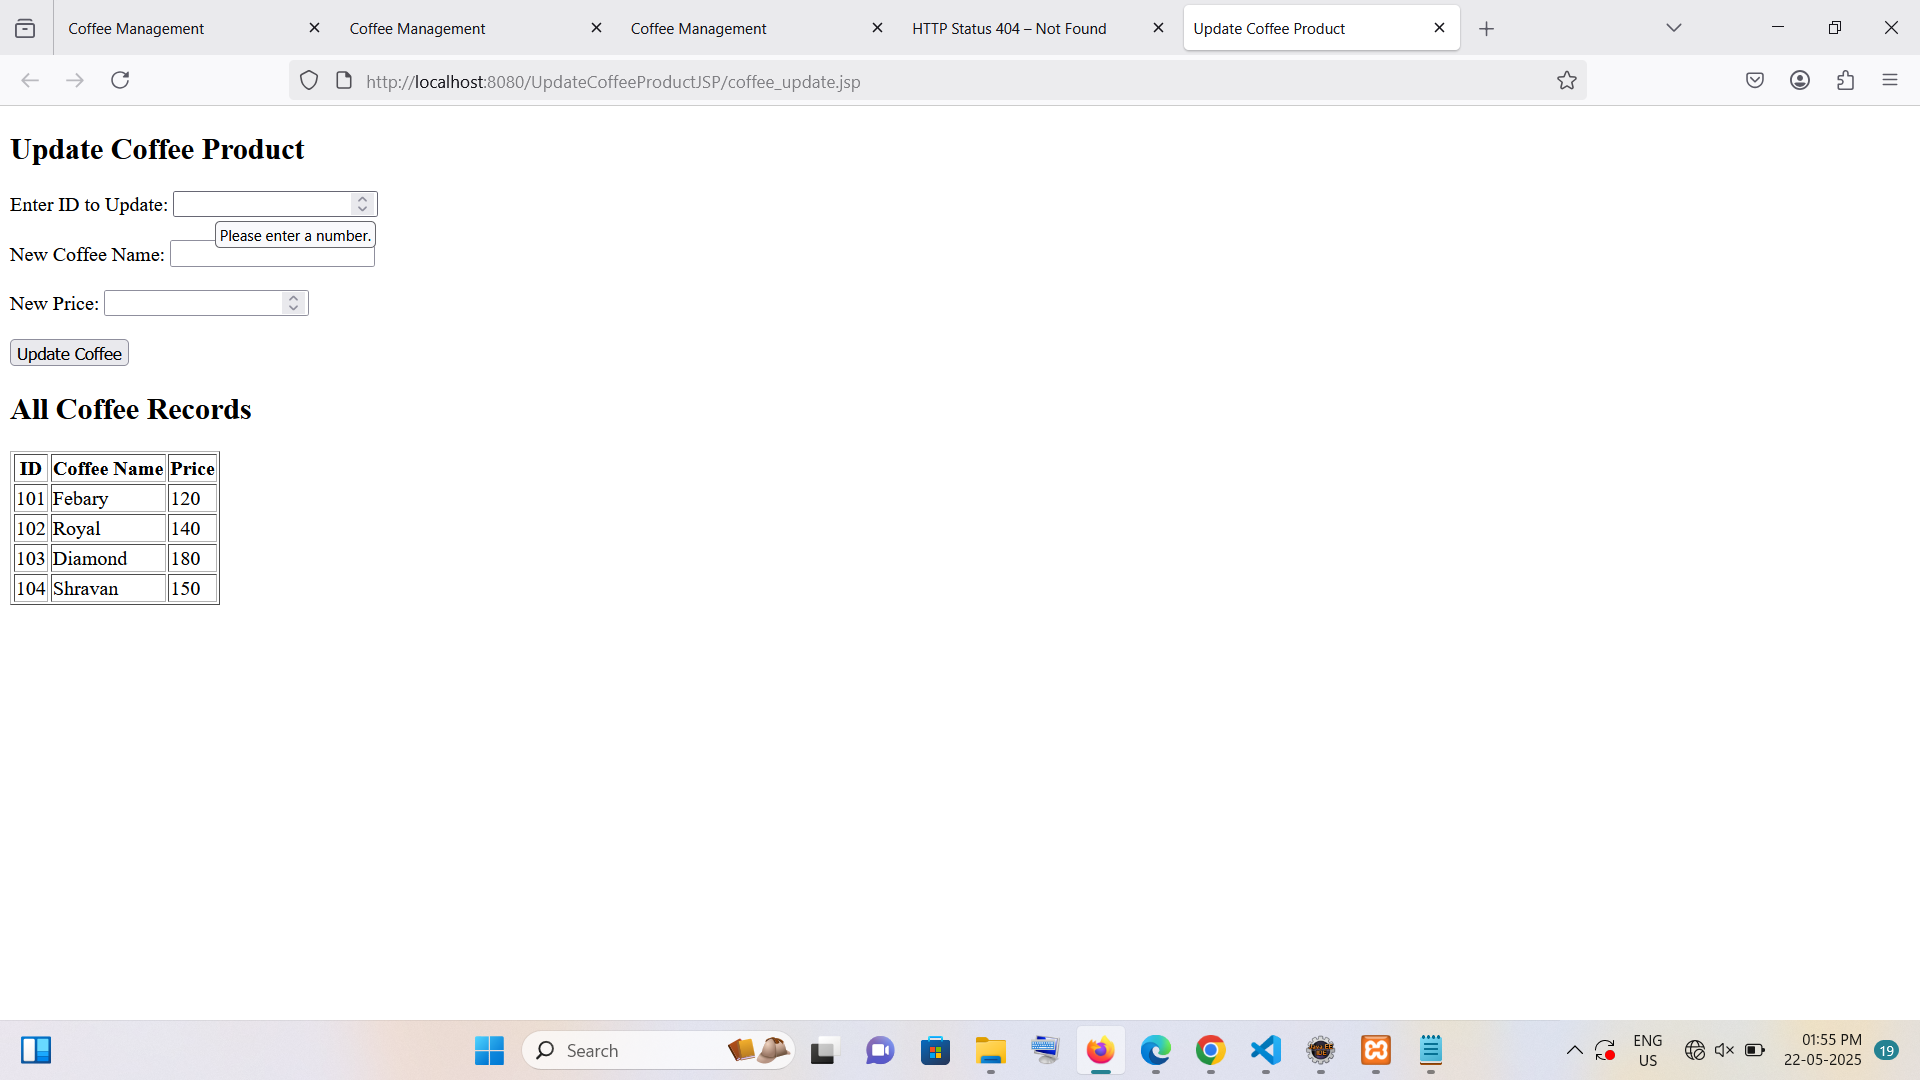 Coffee Management
Coffee Management
Coffee Management
HTTP Status 404 – Not Found
Update Coffee Product
http://localhost:8080/UpdateCoffeeProductJSP/coffee_update.jsp
Update Coffee Product
Enter ID to Update:
Please enter a number.
New Coffee Name:
New Price:
Update Coffee
All Coffee Records
ID Coffee Name Price
101 Febary 120
102 Royal 140
103 Diamond 180
104 Shravan 150
Search
ENG
US
01:55 PM
22-05-2025
19